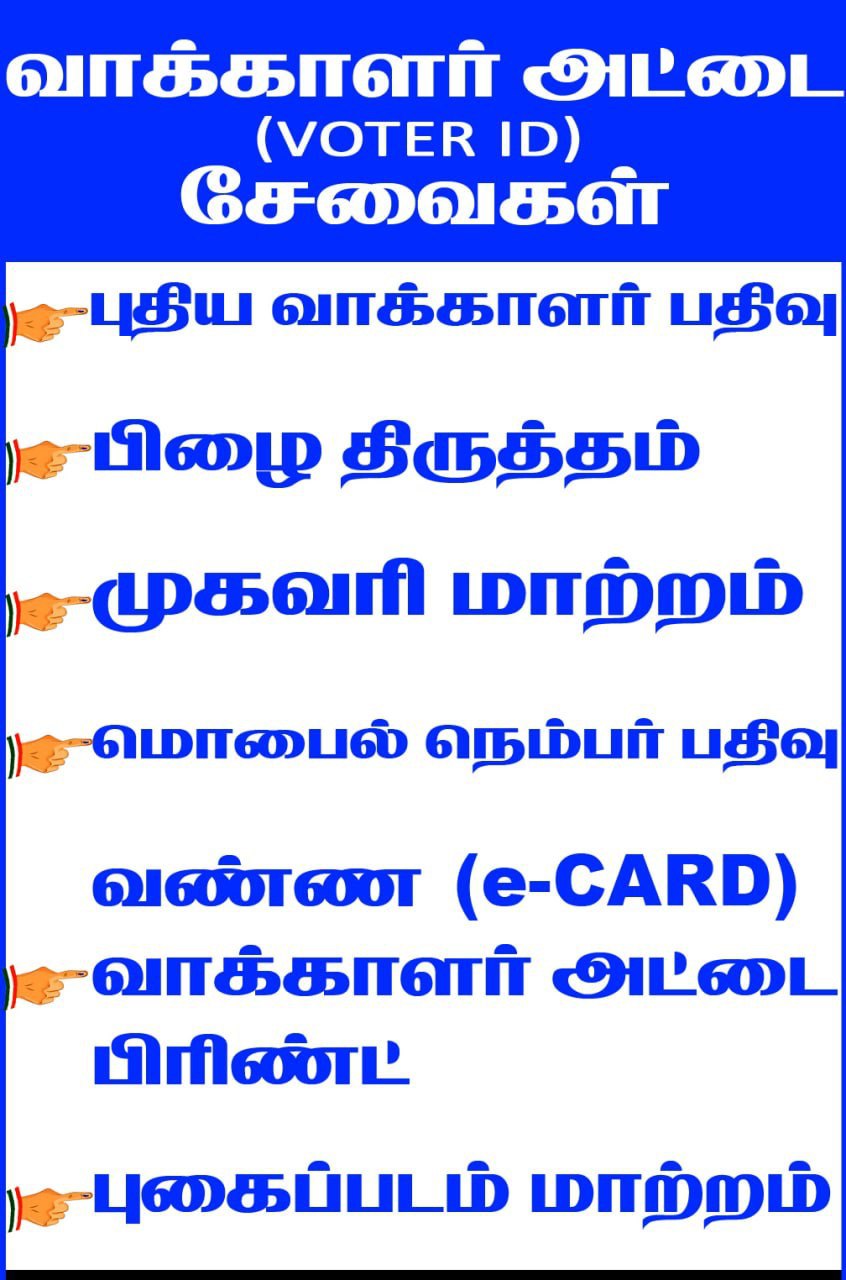 வாக்காளர் அட்டை
(VOTER ID)
சேவைகள்
புதிய வாக்காளர் பதிவு
பிழை திருத்தம்
முகவரி மாற்றம்
மொபைல் நெம்பர் பதிவு
வண்ண (e-CARD)
வாக்காளர் அட்டை
பிரிண்ட்
புகைப்படம் மாற்றம்